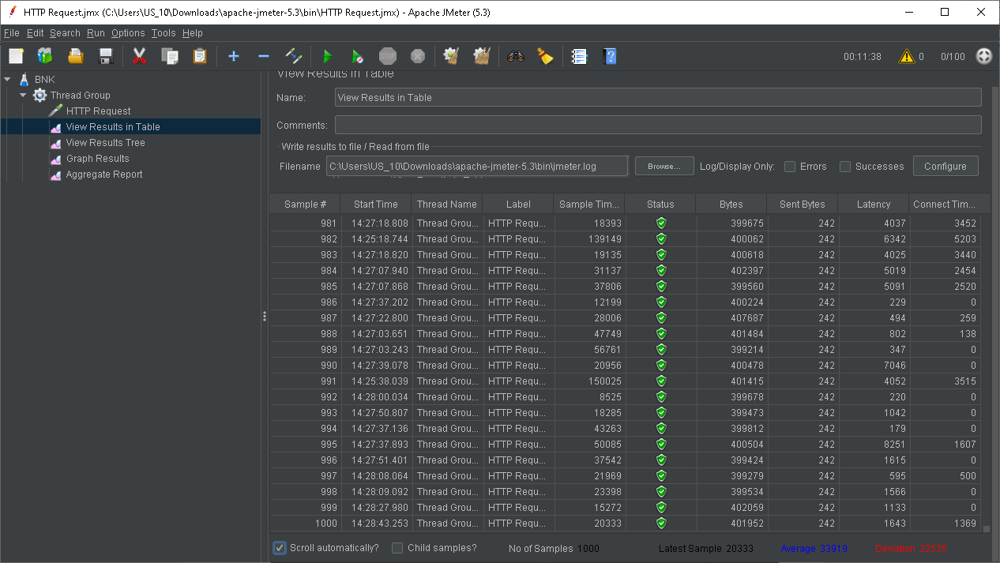 HTTP Request.jmx (C:\Users\US_10\Downloads\apache-jmeter-5.3\bin\HTTP Request.jmx) - Apache JMeter (5.3)
File Edit Search Run Options Tools Help
STOP 00:11:38 0 0/100
BNK
Thread Group
HTTP Request
View Results in Table
View Results Tree
Graph Results
Aggregate Report
View Results in Table
Name: View Results in Table
Comments:
Write results to file / Read from file
Filename C:\Users\US_10\Downloads\apache-jmeter-5.3\bin\jmeter.log Browse... Log/Display Only: Errors Successes Configure
Sample # Start Time Thread Name Label Sample Tim... Status Bytes Sent Bytes Latency Connect Tim...
981 14:27:18.808 Thread Grou... HTTP Requ... 18393 399675 242 4037 3452
982 14:25:18.744 Thread Grou... HTTP Requ... 139149 400062 242 6342 5203
983 14:27:18.820 Thread Grou... HTTP Requ... 19135 400618 242 4025 3440
984 14:27:07.940 Thread Grou... HTTP Requ... 31137 402397 242 5019 2454
985 14:27:07.868 Thread Grou... HTTP Requ... 37806 399560 242 5091 2520
986 14:27:37.202 Thread Grou... HTTP Requ... 12199 400224 242 229 0
987 14:27:22.800 Thread Grou... HTTP Requ... 28006 407687 242 494 259
988 14:27:03.651 Thread Grou... HTTP Requ... 47749 401484 242 802 138
989 14:27:03.243 Thread Grou... HTTP Requ... 56761 399214 242 347 0
990 14:27:39.078 Thread Grou... HTTP Requ... 20956 400478 242 7046 0
991 14:25:38.039 Thread Grou... HTTP Requ... 150025 401415 242 4052 3515
992 14:28:00.034 Thread Grou... HTTP Requ... 8525 399678 242 220 0
993 14:27:50.807 Thread Grou... HTTP Requ... 18285 399473 242 1042 0
994 14:27:37.136 Thread Grou... HTTP Requ... 43263 399812 242 179 0
995 14:27:37.893 Thread Grou... HTTP Requ... 50085 400504 242 8251 1607
996 14:27:51.401 Thread Grou... HTTP Requ... 37542 399424 242 1615 0
997 14:28:08.064 Thread Grou... HTTP Requ... 21969 399279 242 595 500
998 14:28:09.092 Thread Grou... HTTP Requ... 23398 399534 242 1566 0
999 14:28:27.980 Thread Grou... HTTP Requ... 15272 402059 242 1133 0
1000 14:28:43.253 Thread Grou... HTTP Requ... 20333 401952 242 1643 1369
Scroll automatically? Child samples? No of Samples 1000 Latest Sample 20333 Average 33919 Deviation 32535